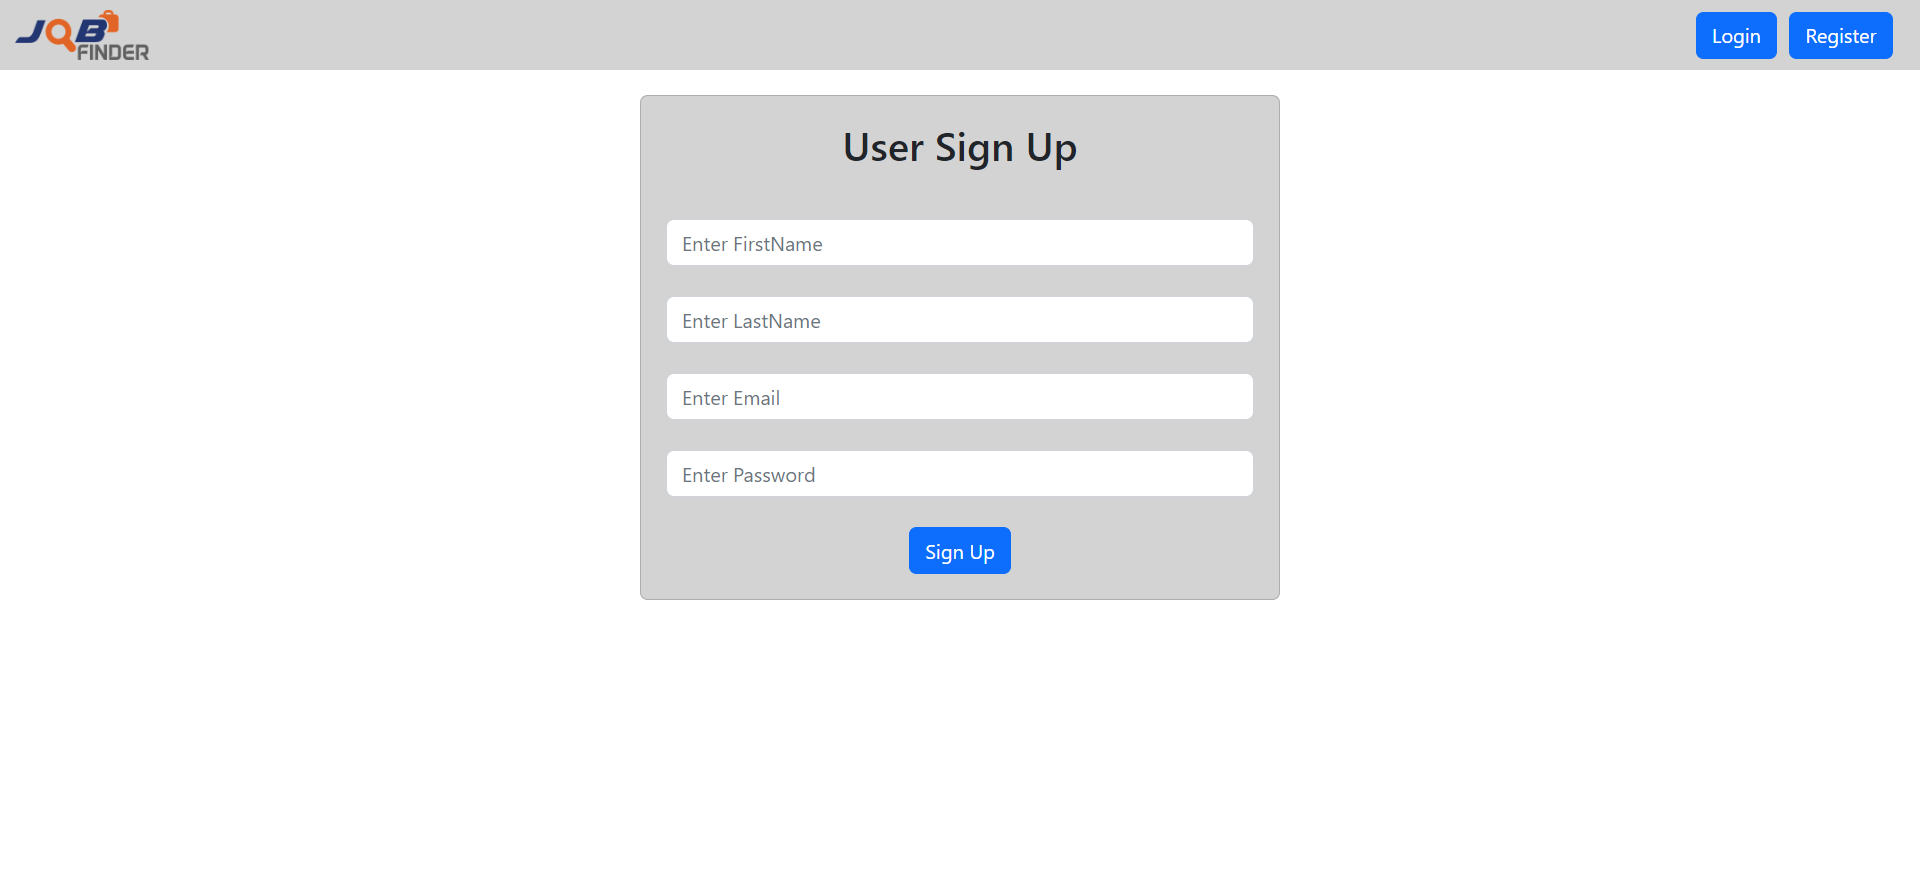 JOB
FINDER
Login
Register
User Sign Up
Enter FirstName
Enter LastName
Enter Email
Enter Password
Sign Up